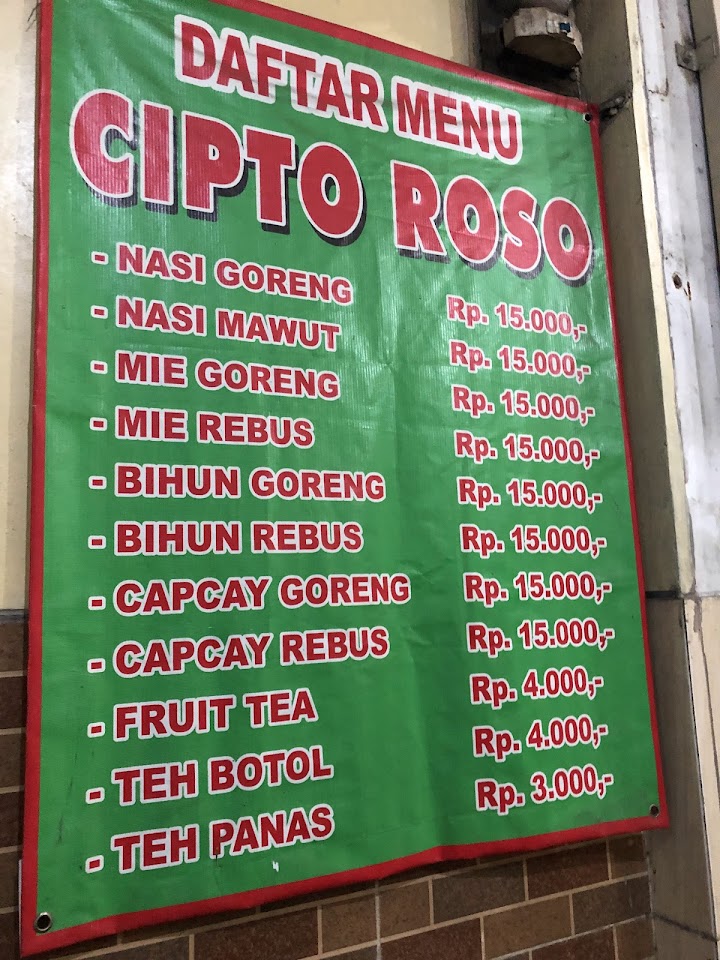 DAFTAR MENU
CIPTO ROSO
- NASI GORENG Rp. 15.000,-
- NASI MAWUT Rp. 15.000,-
- MIE GORENG Rp. 15.000,-
- MIE REBUS Rp. 15.000,-
- BIHUN GORENG Rp. 15.000,-
- BIHUN REBUS Rp. 15.000,-
- CAPCAY GORENG Rp. 15.000,-
- CAPCAY REBUS Rp. 15.000,-
- FRUIT TEA Rp. 4.000,-
- TEH BOTOL Rp. 4.000,-
- TEH PANAS Rp. 3.000,-